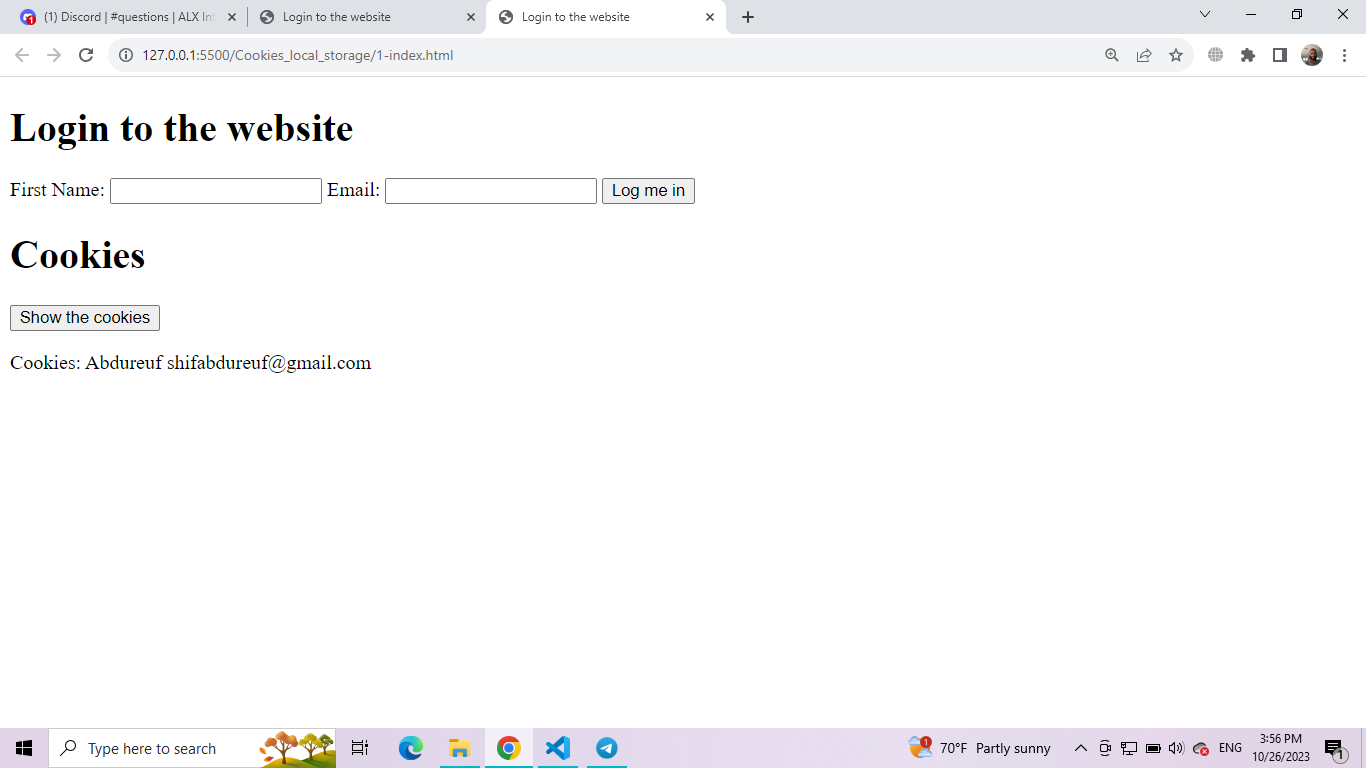 (1) Discord | #questions | ALX Int
Login to the website
Login to the website
127.0.0.1:5500/Cookies_local_storage/1-index.html
Login to the website
First Name: Email: Log me in
Cookies
Show the cookies
Cookies: Abdureuf shifabdureuf@gmail.com
Type here to search
1
70°F Partly sunny
ENG
3:56 PM
10/26/2023
1